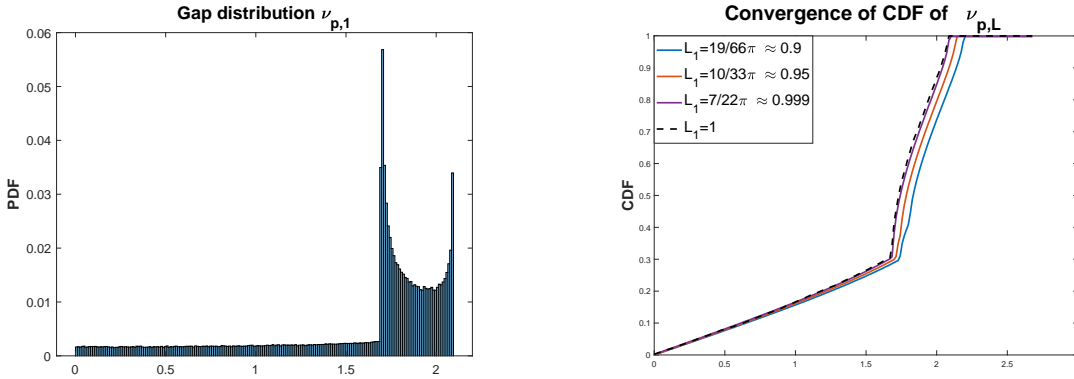 Gap distribution ν_p,1
PDF
0.06
0.05
0.04
0.03
0.02
0.01
0
0 0.5 1 1.5 2
Convergence of CDF of ν_p,L
CDF
1
0.9
0.8
0.7
0.6
0.5
0.4
0.3
0.2
0.1
0
L_1=19/66π ≈ 0.9
L_1=10/33π ≈ 0.95
L_1=7/22π ≈ 0.999
L_1=1
0 0.5 1 1.5 2 2.5